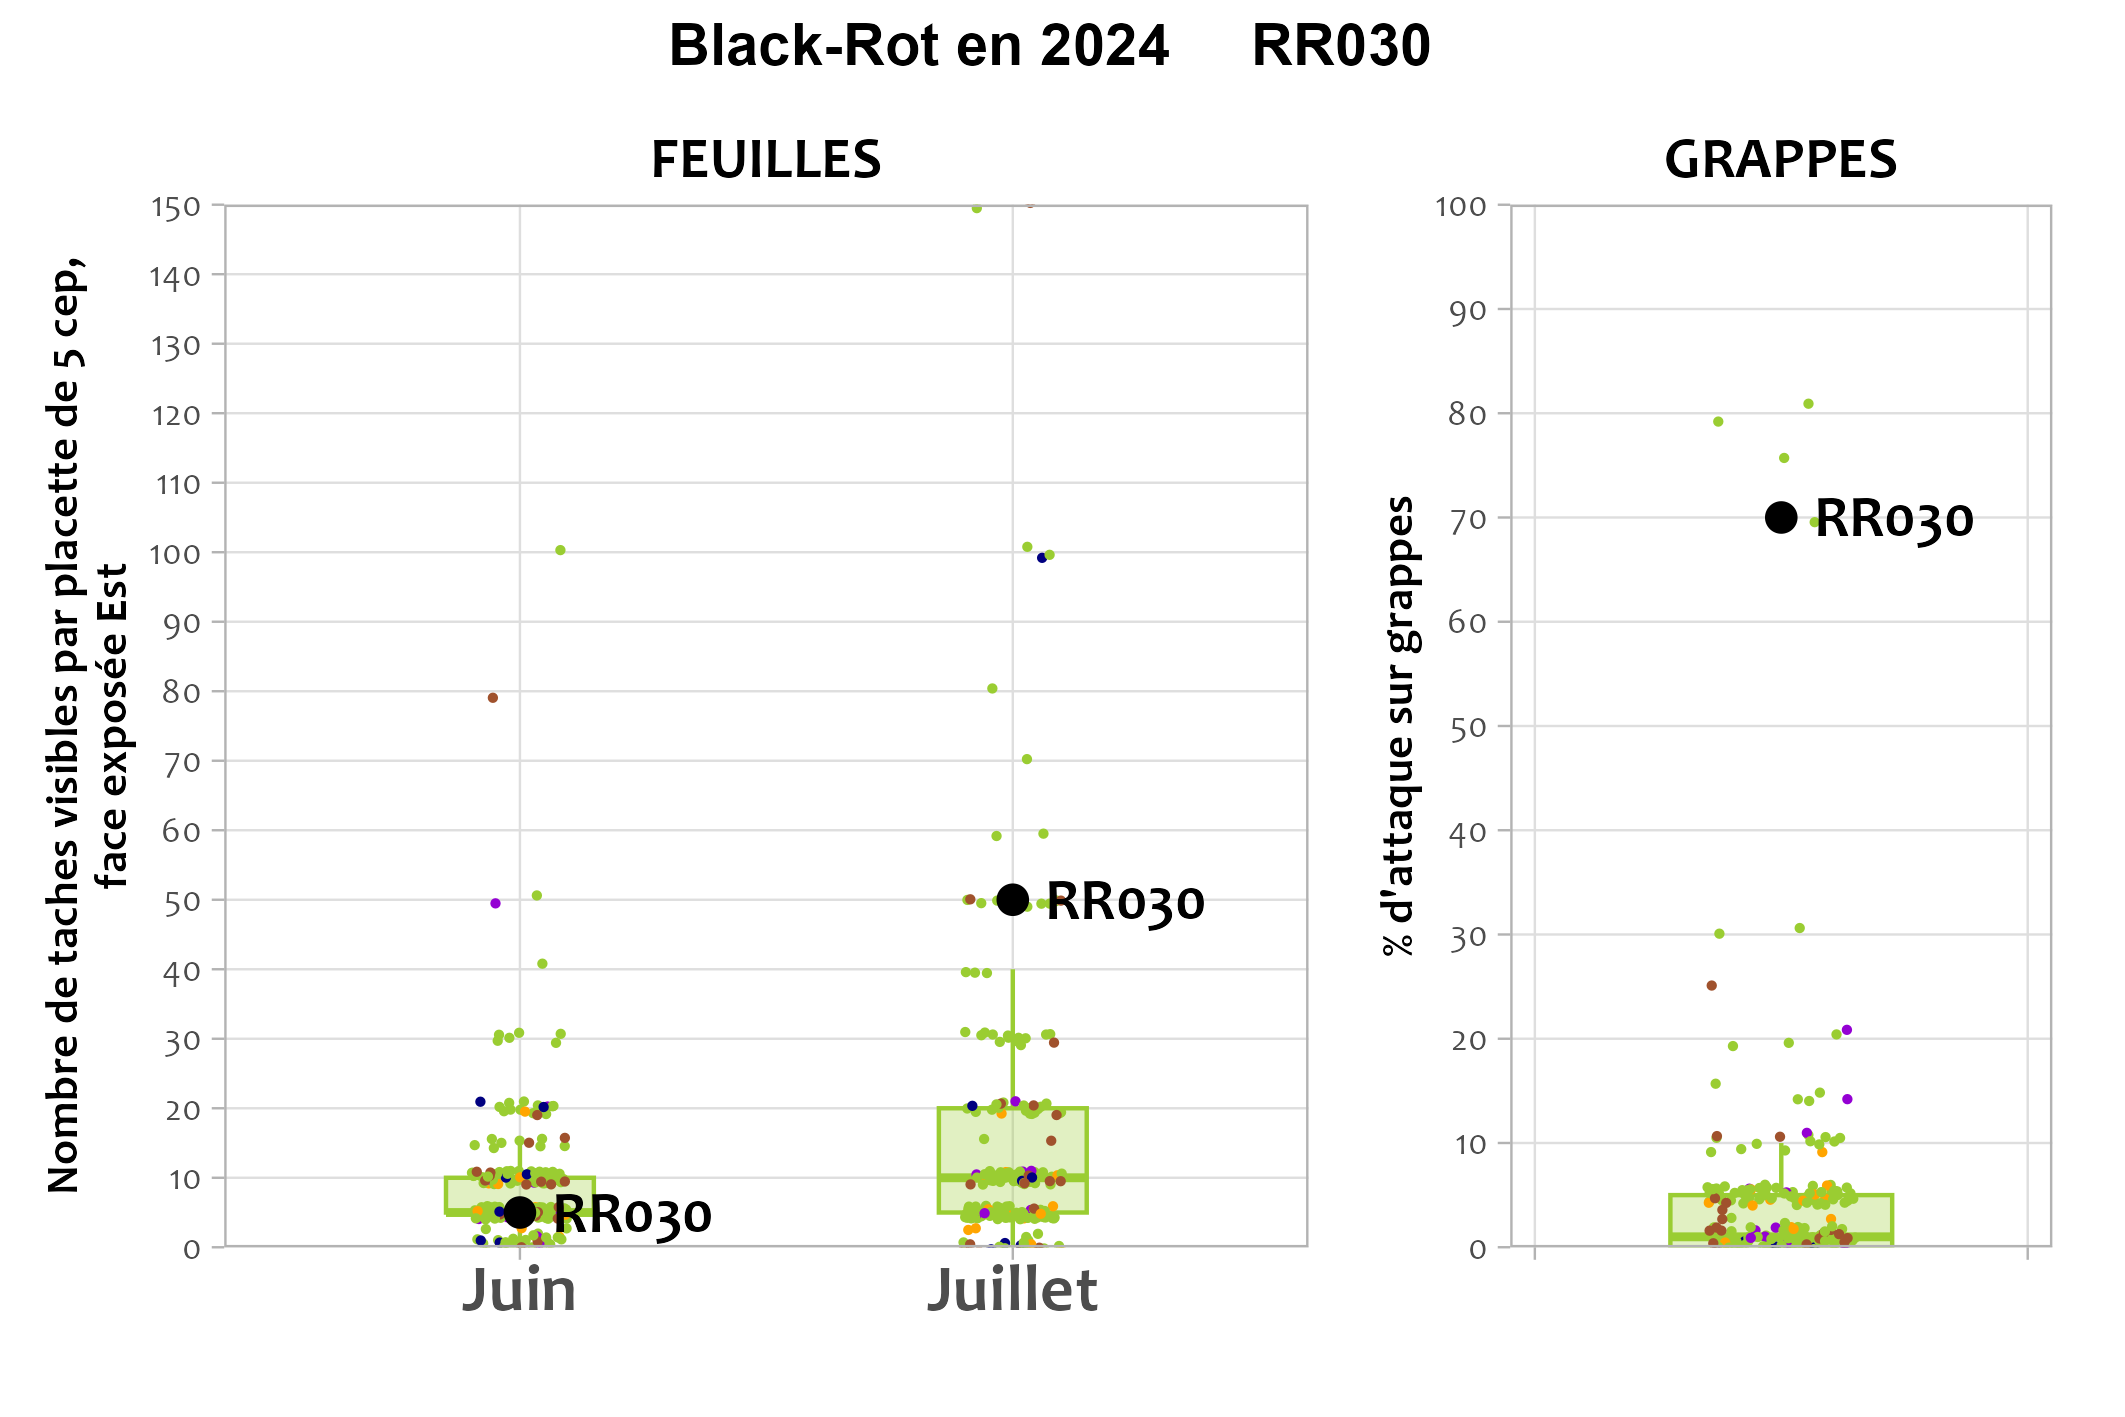 Black-Rot en 2024 RR030
FEUILLES
GRAPPES
Nombre de taches visibles par placette de 5 cep,
face exposée Est
150
140
130
120
110
100
90
80
70
60
50
40
30
20
10
0
RR030
RR030
Juin
Juillet
% d'attaque sur grappes
100
90
80
70
60
50
40
30
20
10
0
RR030